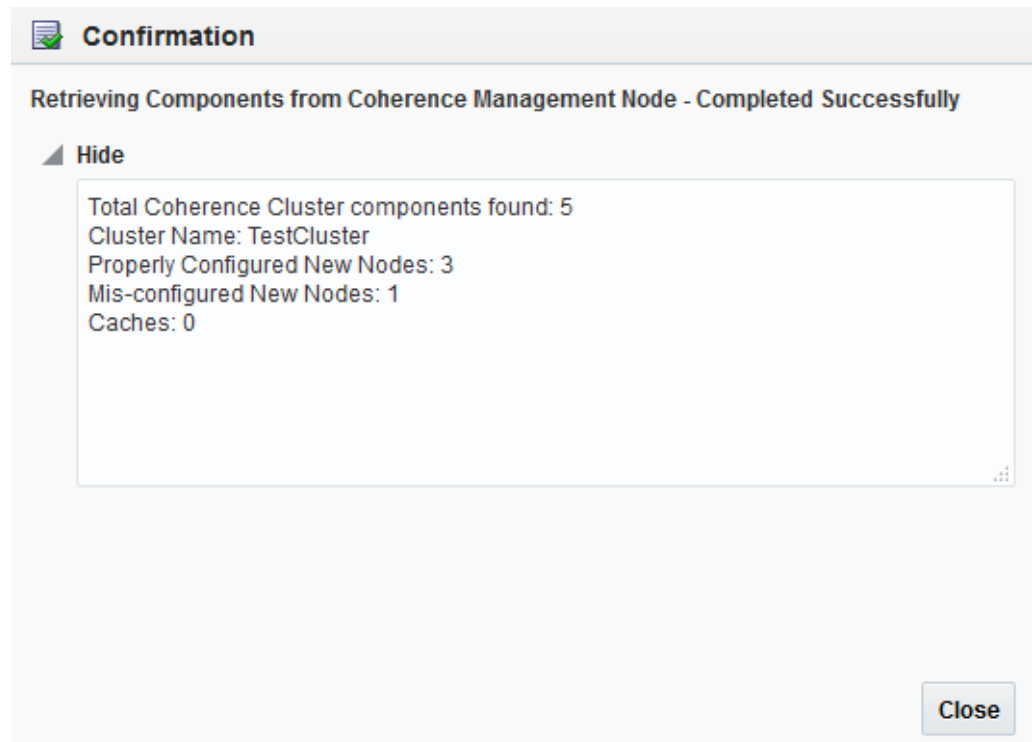 Confirmation
Retrieving Components from Coherence Management Node - Completed Successfully
Hide
Total Coherence Cluster components found: 5
Cluster Name: TestCluster
Properly Configured New Nodes: 3
Mis-configured New Nodes: 1
Caches: 0
Close